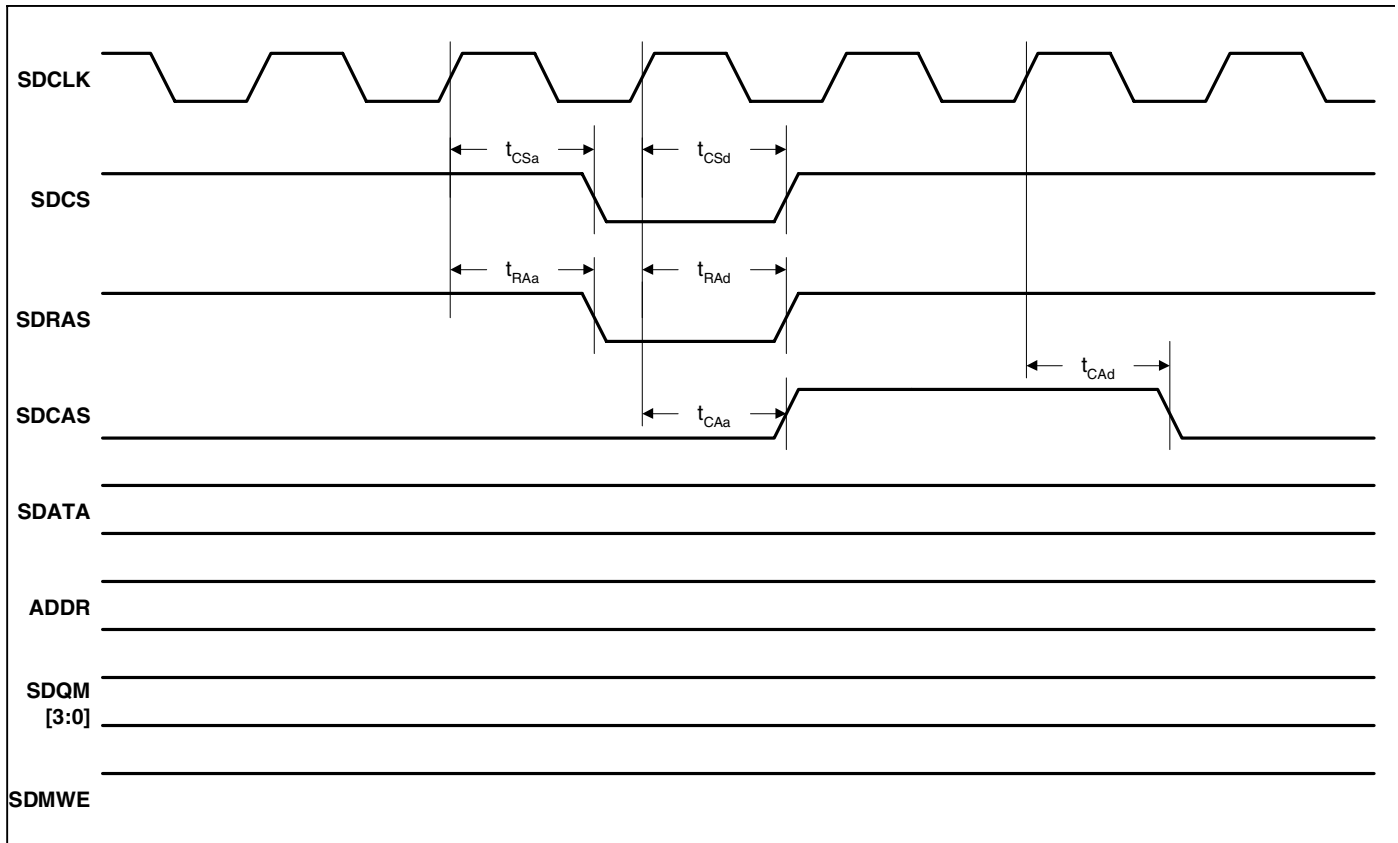 SDCLK
tCSa
tCSd
SDCS
tRAa
tRAd
SDRAS
tCAd
SDCAS
tCAa
SDATA
ADDR
SDQM
[3:0]
SDMWE